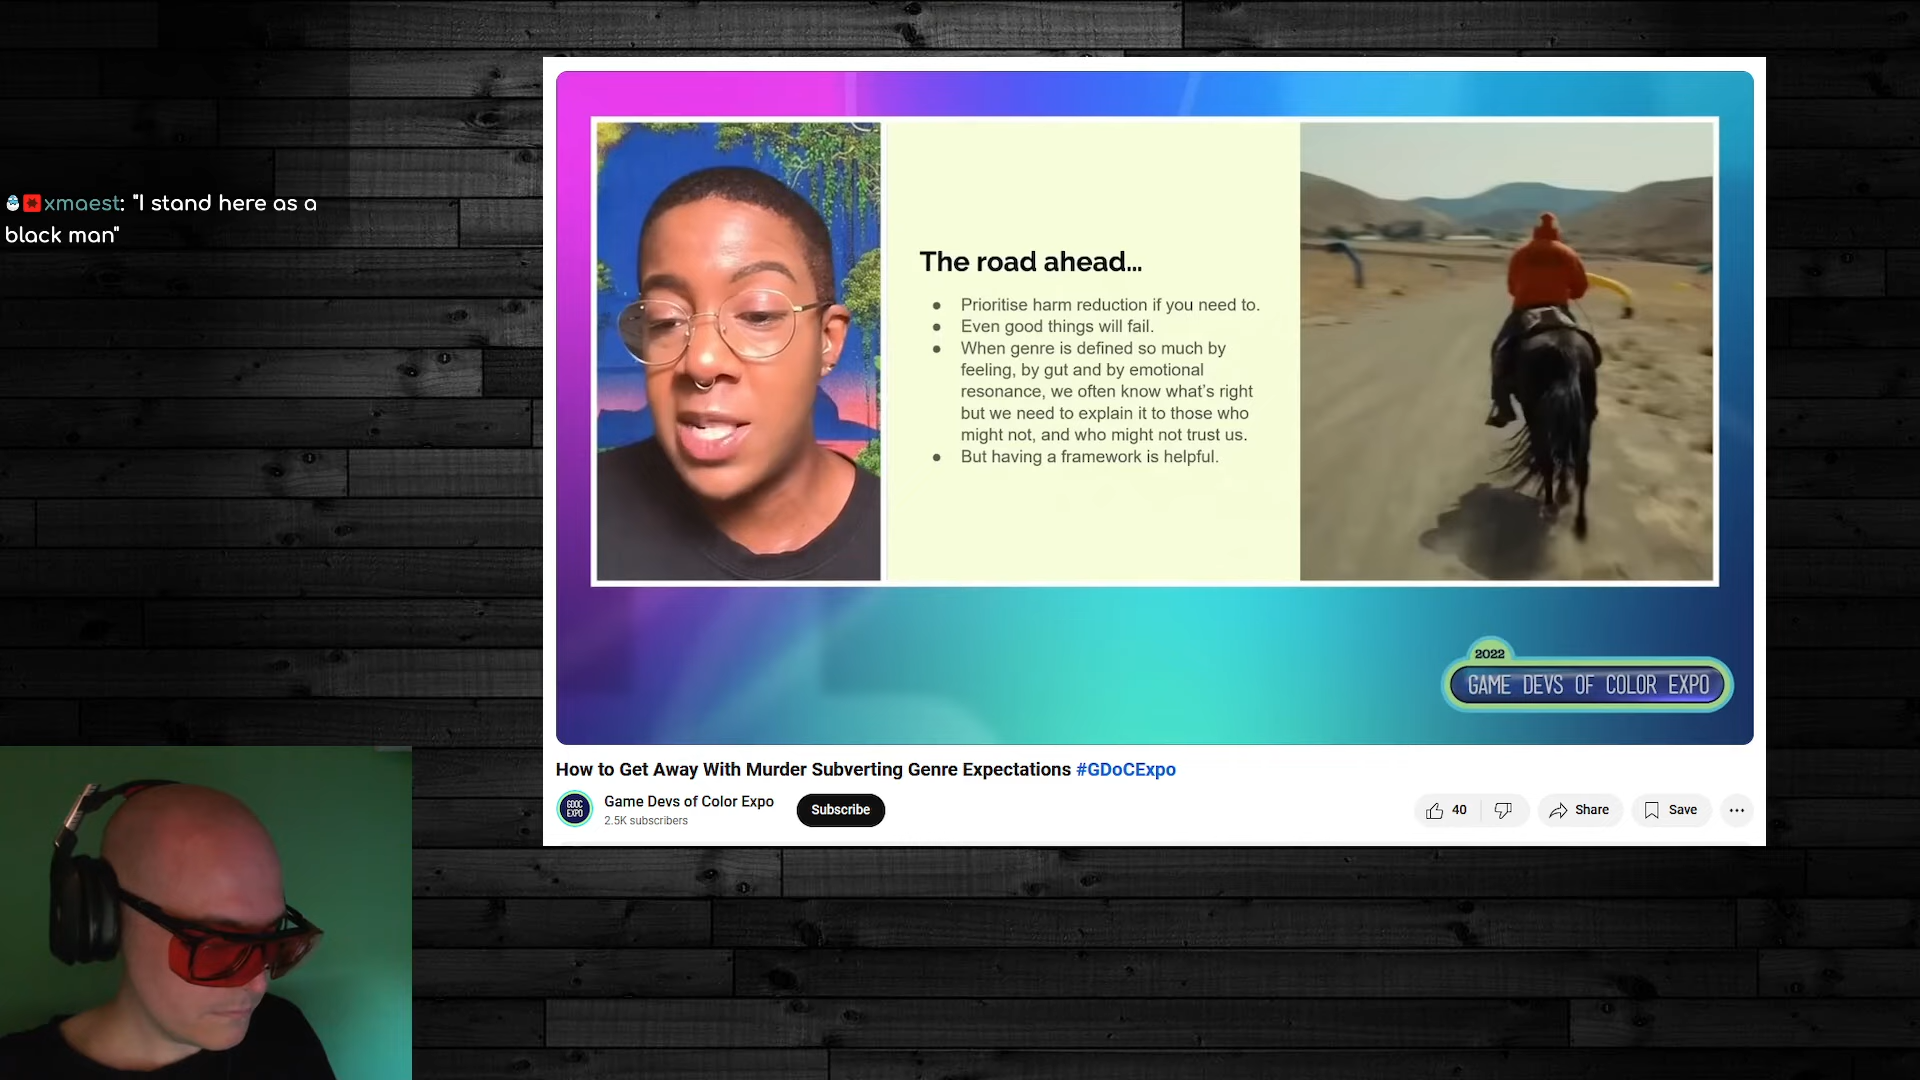 xmaest: "I stand here as a
black man"
The road ahead...
● Prioritise harm reduction if you need to.
● Even good things will fail.
● When genre is defined so much by
feeling, by gut and by emotional
resonance, we often know what's right
but we need to explain it to those who
might not, and who might not trust us.
● But having a framework is helpful.
2022
GAME DEVS OF COLOR EXPO
How to Get Away With Murder Subverting Genre Expectations #GDoCExpo
GDOC
EXPO
Game Devs of Color Expo
2.5K subscribers
Subscribe
40
Share
Save